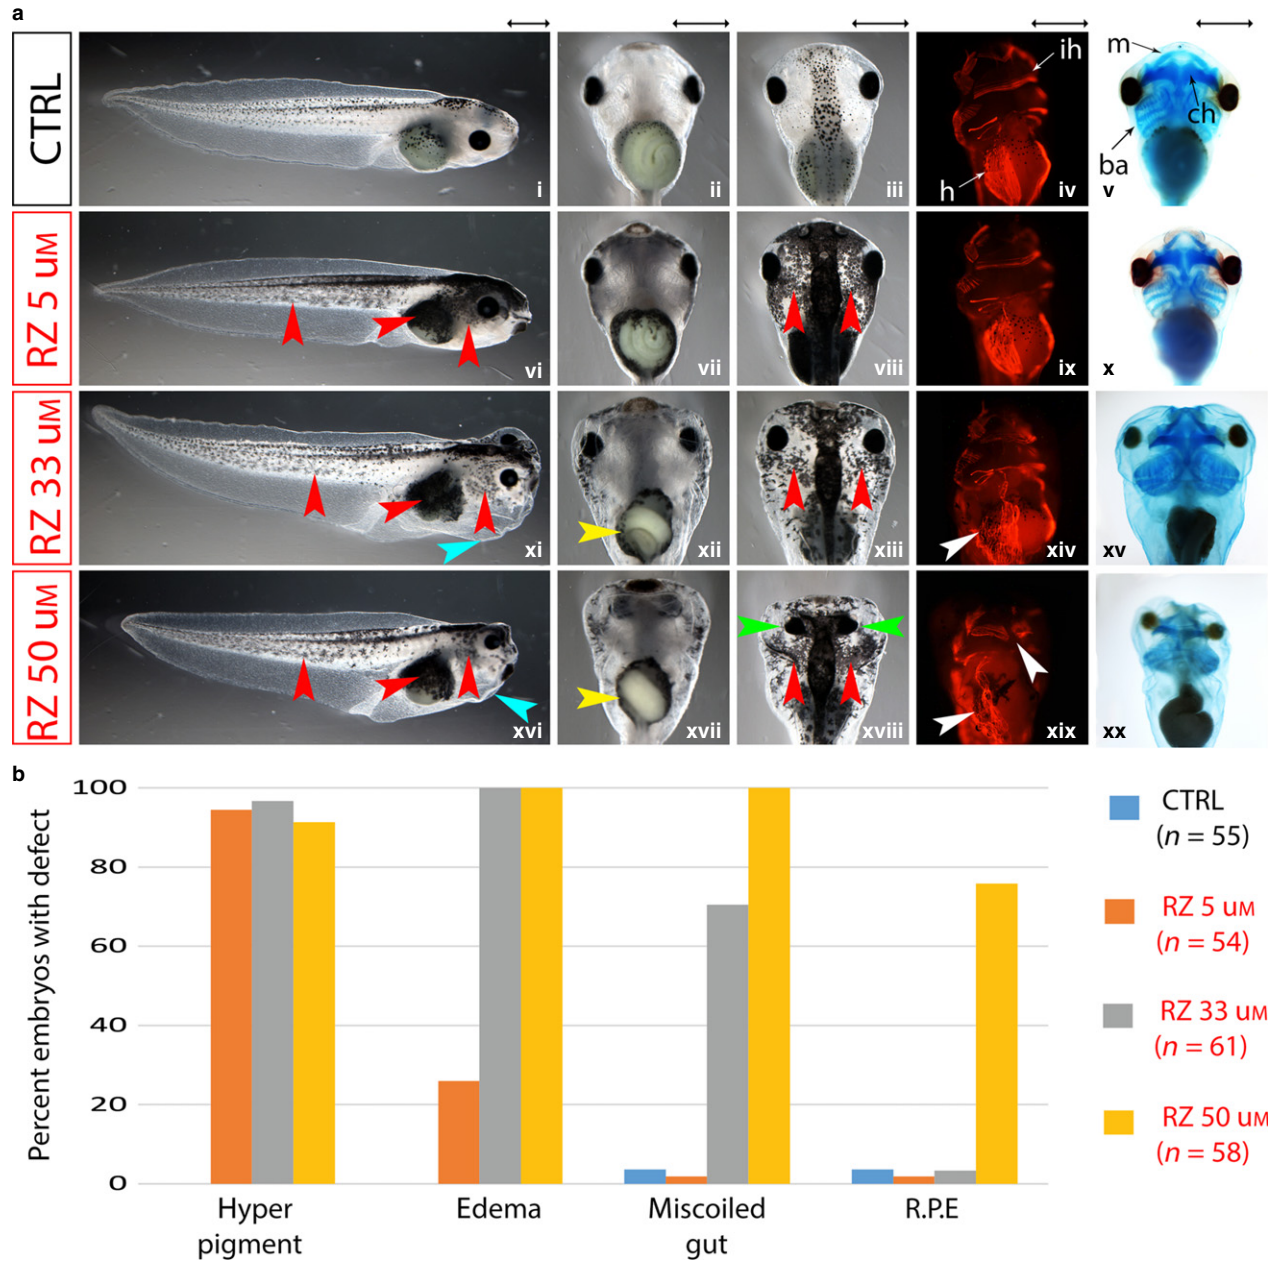 a
CTRL
i
ii
iii
ih
h
iv
m
ch
ba
v
RZ 5 uM
vi
vii
viii
ix
x
RZ 33 uM
xi
xii
xiii
xiv
xv
RZ 50 uM
xvi
xvii
xviii
xix
xx
b
Percent embryos with defect
100
80
60
40
20
0
Hyper
pigment
Edema
Miscoiled
gut
R.P.E
CTRL
(n = 55)
RZ 5 uM
(n = 54)
RZ 33 uM
(n = 61)
RZ 50 uM
(n = 58)